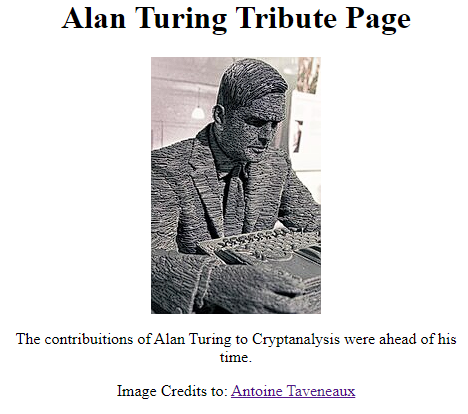 Alan Turing Tribute Page
The contribuitions of Alan Turing to Cryptanalysis were ahead of his
time.
Image Credits to: Antoine Taveneaux